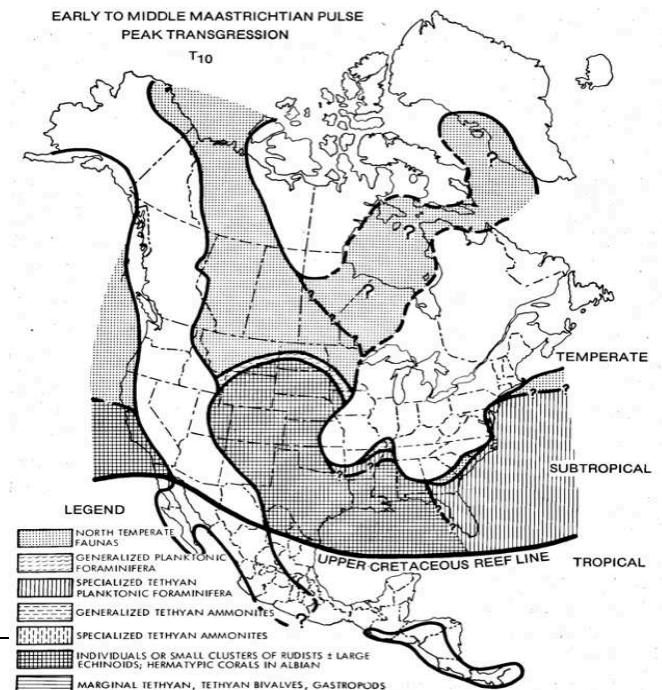 EARLY TO MIDDLE MAASTRICHTIAN PULSE
PEAK TRANSGRESSION
T10
?
?
?
?
TEMPERATE
?
?
?
?
SUBTROPICAL
?
?
UPPER CRETACEOUS REEF LINE
TROPICAL
?
?
LEGEND
NORTH TEMPERATE
FAUNAS
GENERALIZED PLANKTONIC
FORAMINIFERA
SPECIALIZED TETHYAN
PLANKTONIC FORAMINIFERA
GENERALIZED TETHYAN AMMONITES
SPECIALIZED TETHYAN AMMONITES
INDIVIDUALS OR SMALL CLUSTERS OF RUDISTS ± LARGE
ECHINOIDS; HERMATYPIC CORALS IN ALBIAN
MARGINAL TETHYAN, TETHYAN BIVALVES, GASTROPODS